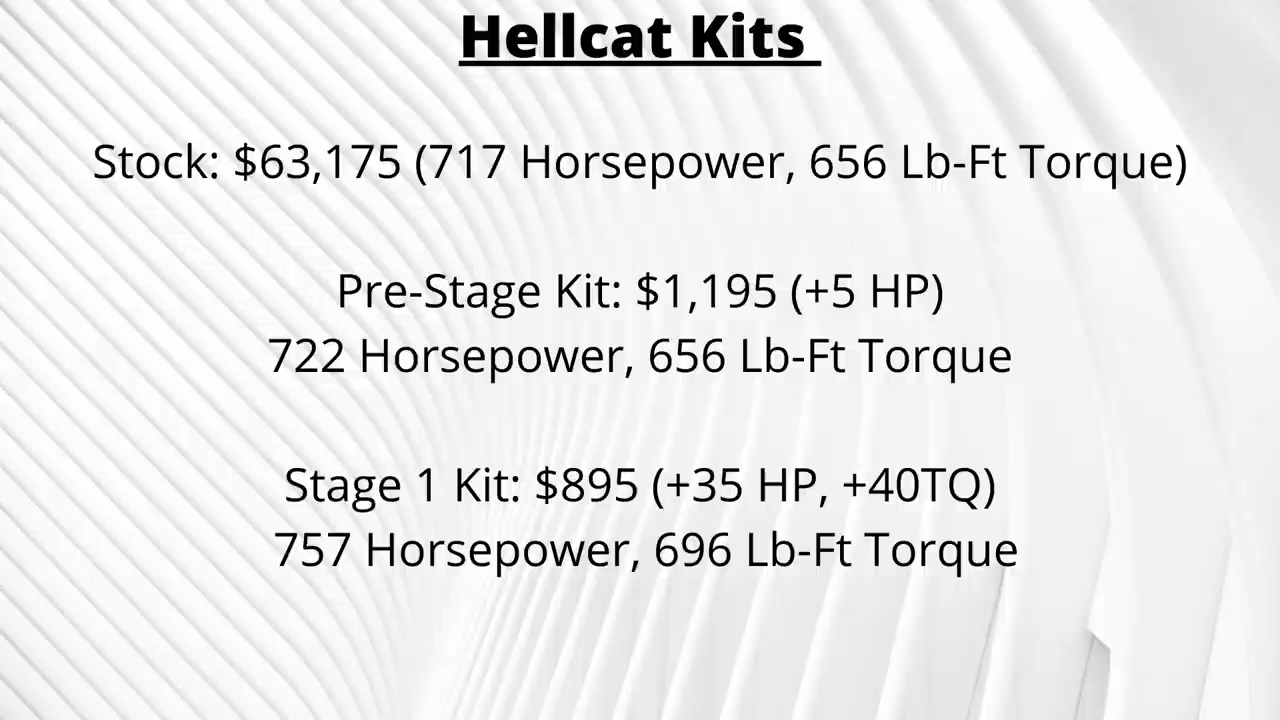 Hellcat Kits
Stock: $63,175 (717 Horsepower, 656 Lb-Ft Torque)
Pre-Stage Kit: $1,195 (+5 HP)
722 Horsepower, 656 Lb-Ft Torque
Stage 1 Kit: $895 (+35 HP, +40TQ)
757 Horsepower, 696 Lb-Ft Torque